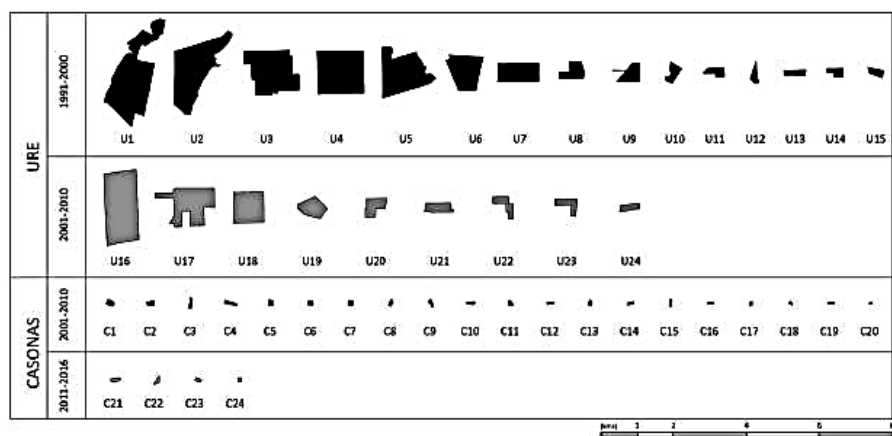 URE
1991-2000
U1 U2 U3 U4 U5 U6 U7 U8 U9 U10 U11 U12 U13 U14 U15
2001-2010
U16 U17 U18 U19 U20 U21 U22 U23 U24
CASONAS
2001-2010
C1 C2 C3 C4 C5 C6 C7 C8 C9 C10 C11 C12 C13 C14 C15 C16 C17 C18 C19 C20
2011-2016
C21 C22 C23 C24
1 2 4 6